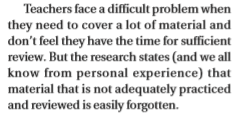 Teachers face a difficult problem when
they need to cover a lot of material and
don't feel they have the time for sufficient
review. But the research states (and we all
know from personal experience) that
material that is not adequately practiced
and reviewed is easily forgotten.